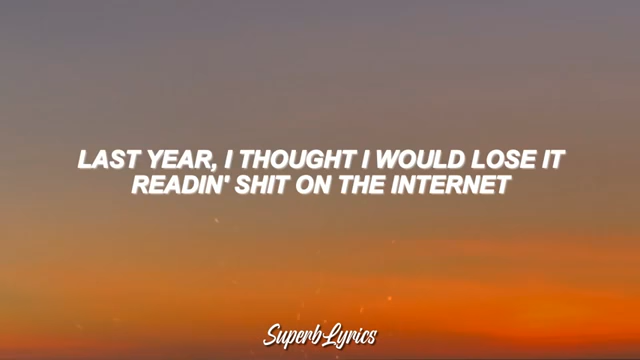 LAST YEAR, I THOUGHT I WOULD LOSE IT
READIN' SHIT ON THE INTERNET
SuperbLyrics